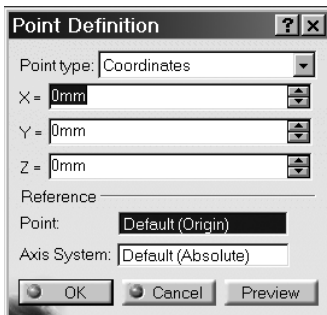 Point Definition ? ×
Point type: Coordinates
X = 0mm
Y = 0mm
Z = 0mm
Reference
Point: Default (Origin)
Axis System: Default (Absolute)
OK Cancel Preview